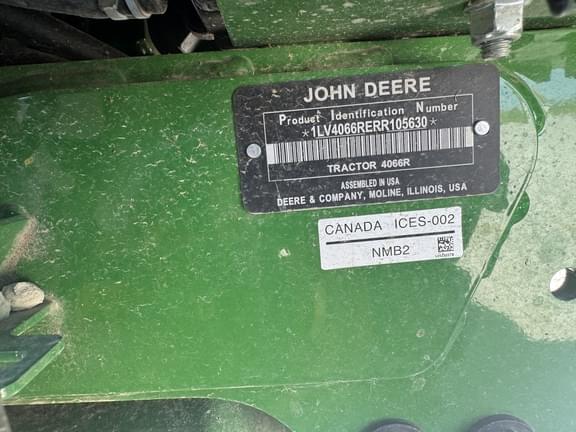 JOHN DEERE
Product Identification Number
*1LV4066RERR105630*
TRACTOR 4066R
ASSEMBLED IN USA
DEERE & COMPANY, MOLINE, ILLINOIS, USA
CANADA ICES-002
NMB2